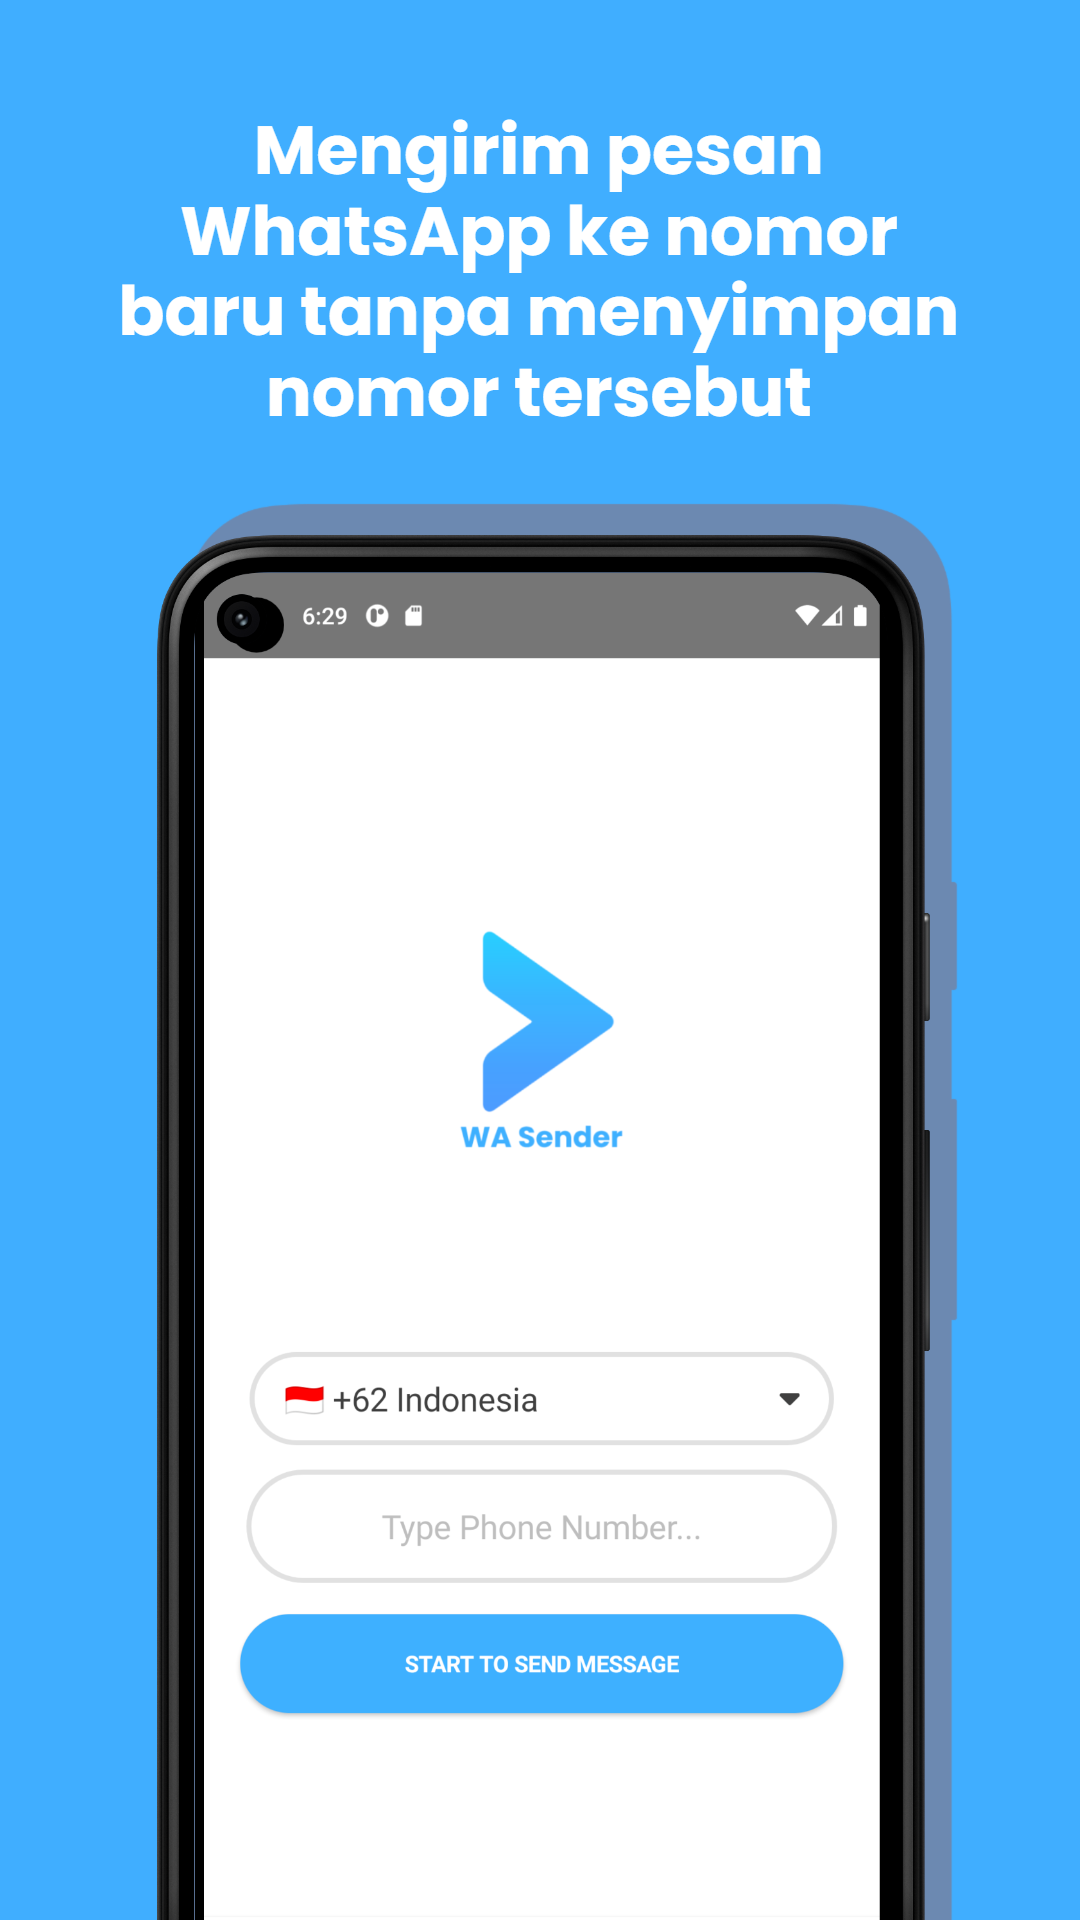 Mengirim pesan
WhatsApp ke nomor
baru tanpa menyimpan
nomor tersebut
6:29
WA Sender
+62 Indonesia
Type Phone Number...
START TO SEND MESSAGE